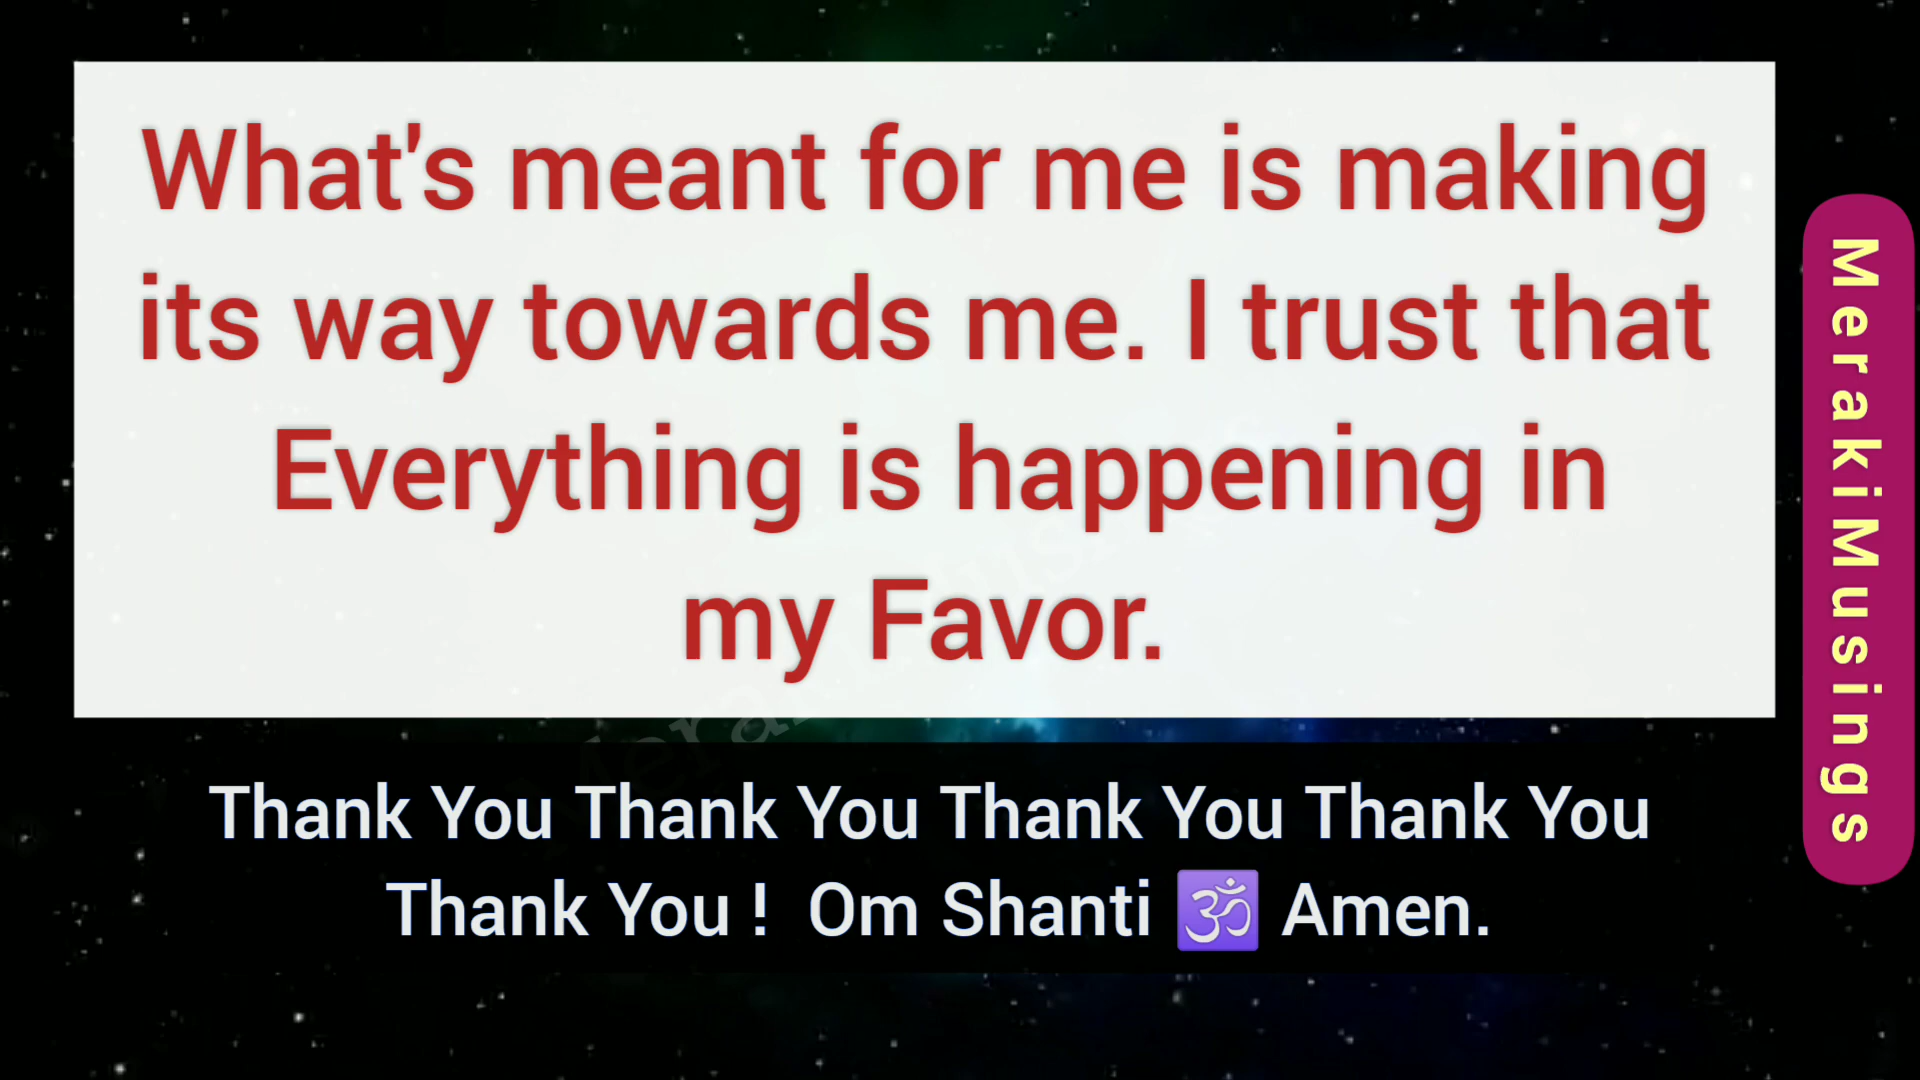 What's meant for me is making
its way towards me. I trust that
Everything is happening in
my Favor.
Thank You Thank You Thank You Thank You
Thank You ! Om Shanti 🕉 Amen.
MerakiMusings